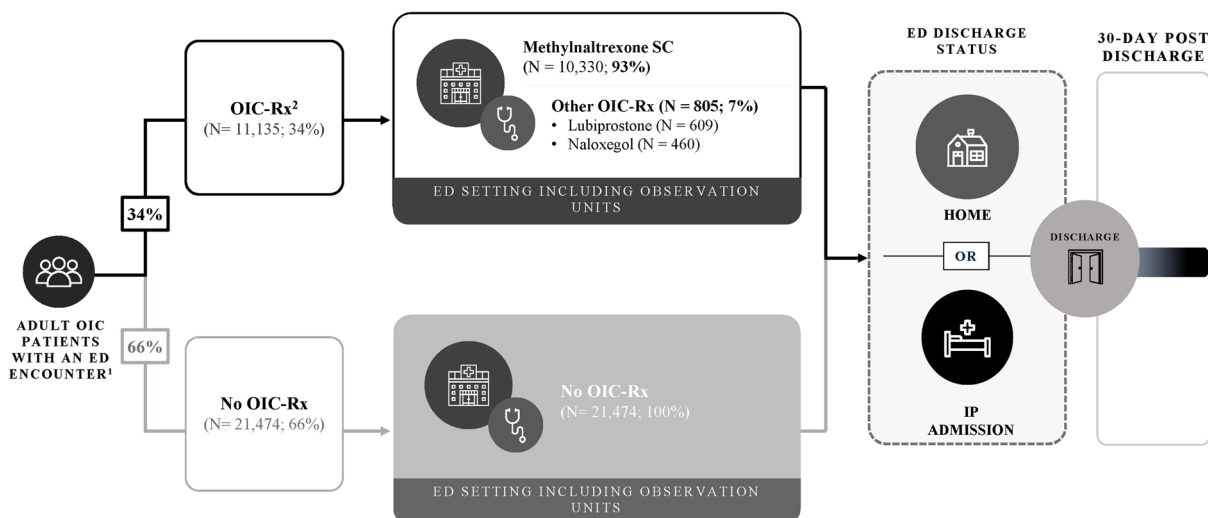 ED DISCHARGE
STATUS
30-DAY POST
DISCHARGE
OIC-Rx²
(N= 11,135; 34%)
Methylnaltrexone SC
(N = 10,330; 93%)
Other OIC-Rx (N = 805; 7%)
• Lubiprostone (N = 609)
• Naloxegol (N = 460)
ED SETTING INCLUDING OBSERVATION
UNITS
34%
ADULT OIC
PATIENTS
WITH AN ED
ENCOUNTER¹
66%
No OIC-Rx
(N= 21,474; 66%)
No OIC-Rx
(N= 21,474; 100%)
ED SETTING INCLUDING OBSERVATION
UNITS
HOME
OR
IP
ADMISSION
DISCHARGE